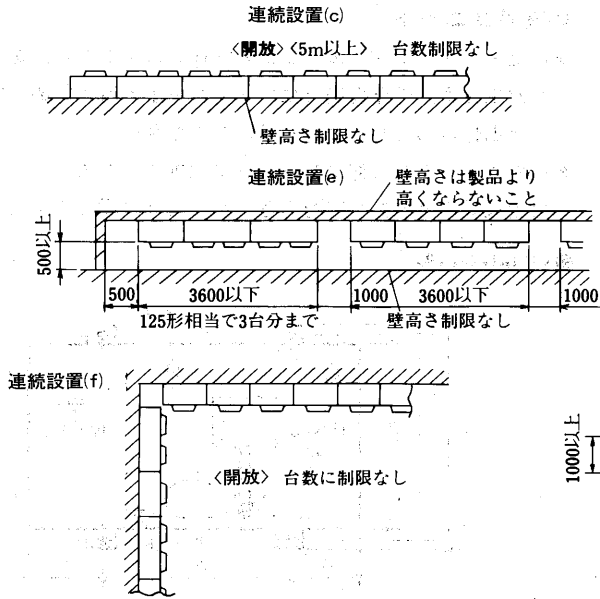 連続設置(c)
〈開放〉〈5m以上〉 台数制限なし
壁高さ制限なし
連続設置(e)
壁高さは製品より
高くならないこと
500以上
500
3600以下
1000
3600以下
1000
125形相当で3台分まで
壁高さ制限なし
連続設置(f)
〈開放〉 台数に制限なし
1000以上